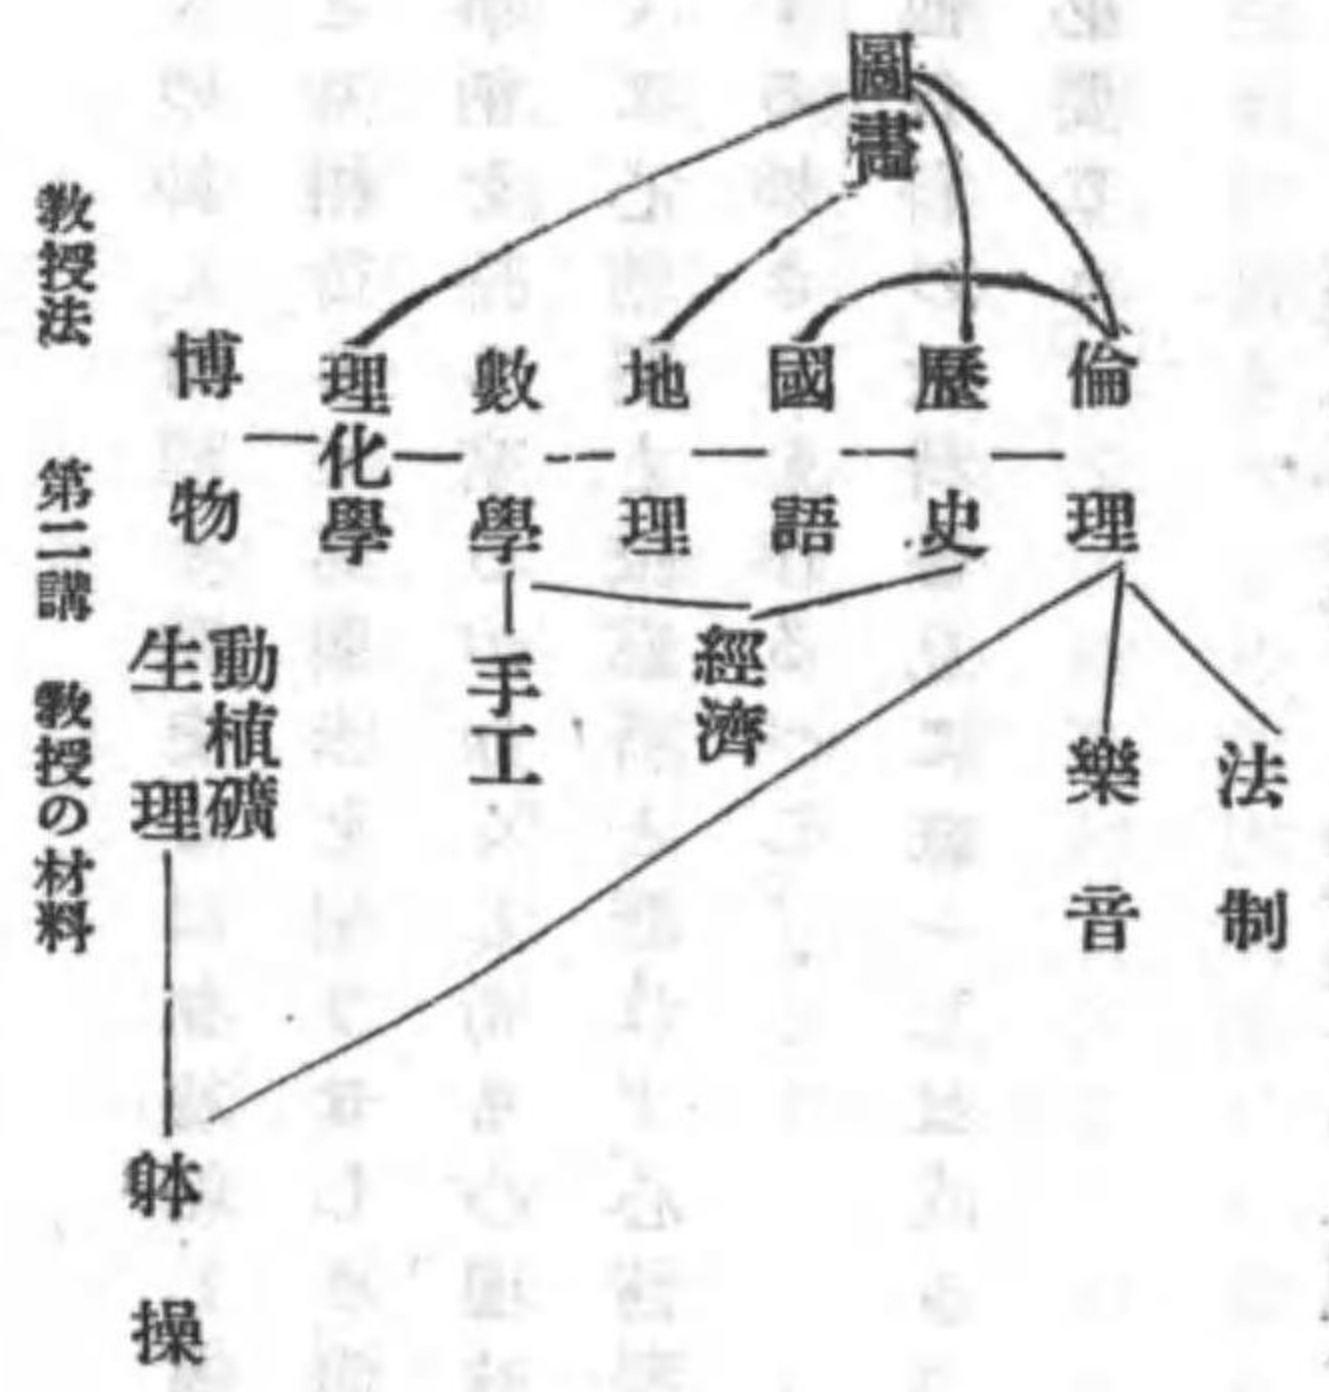 圖畫
倫理
歷史
國語
地理
數學
理化學
博物
動植礦
生理
法制
樂音
經濟
手工
躰操
敎授法 第二講 敎授の材料